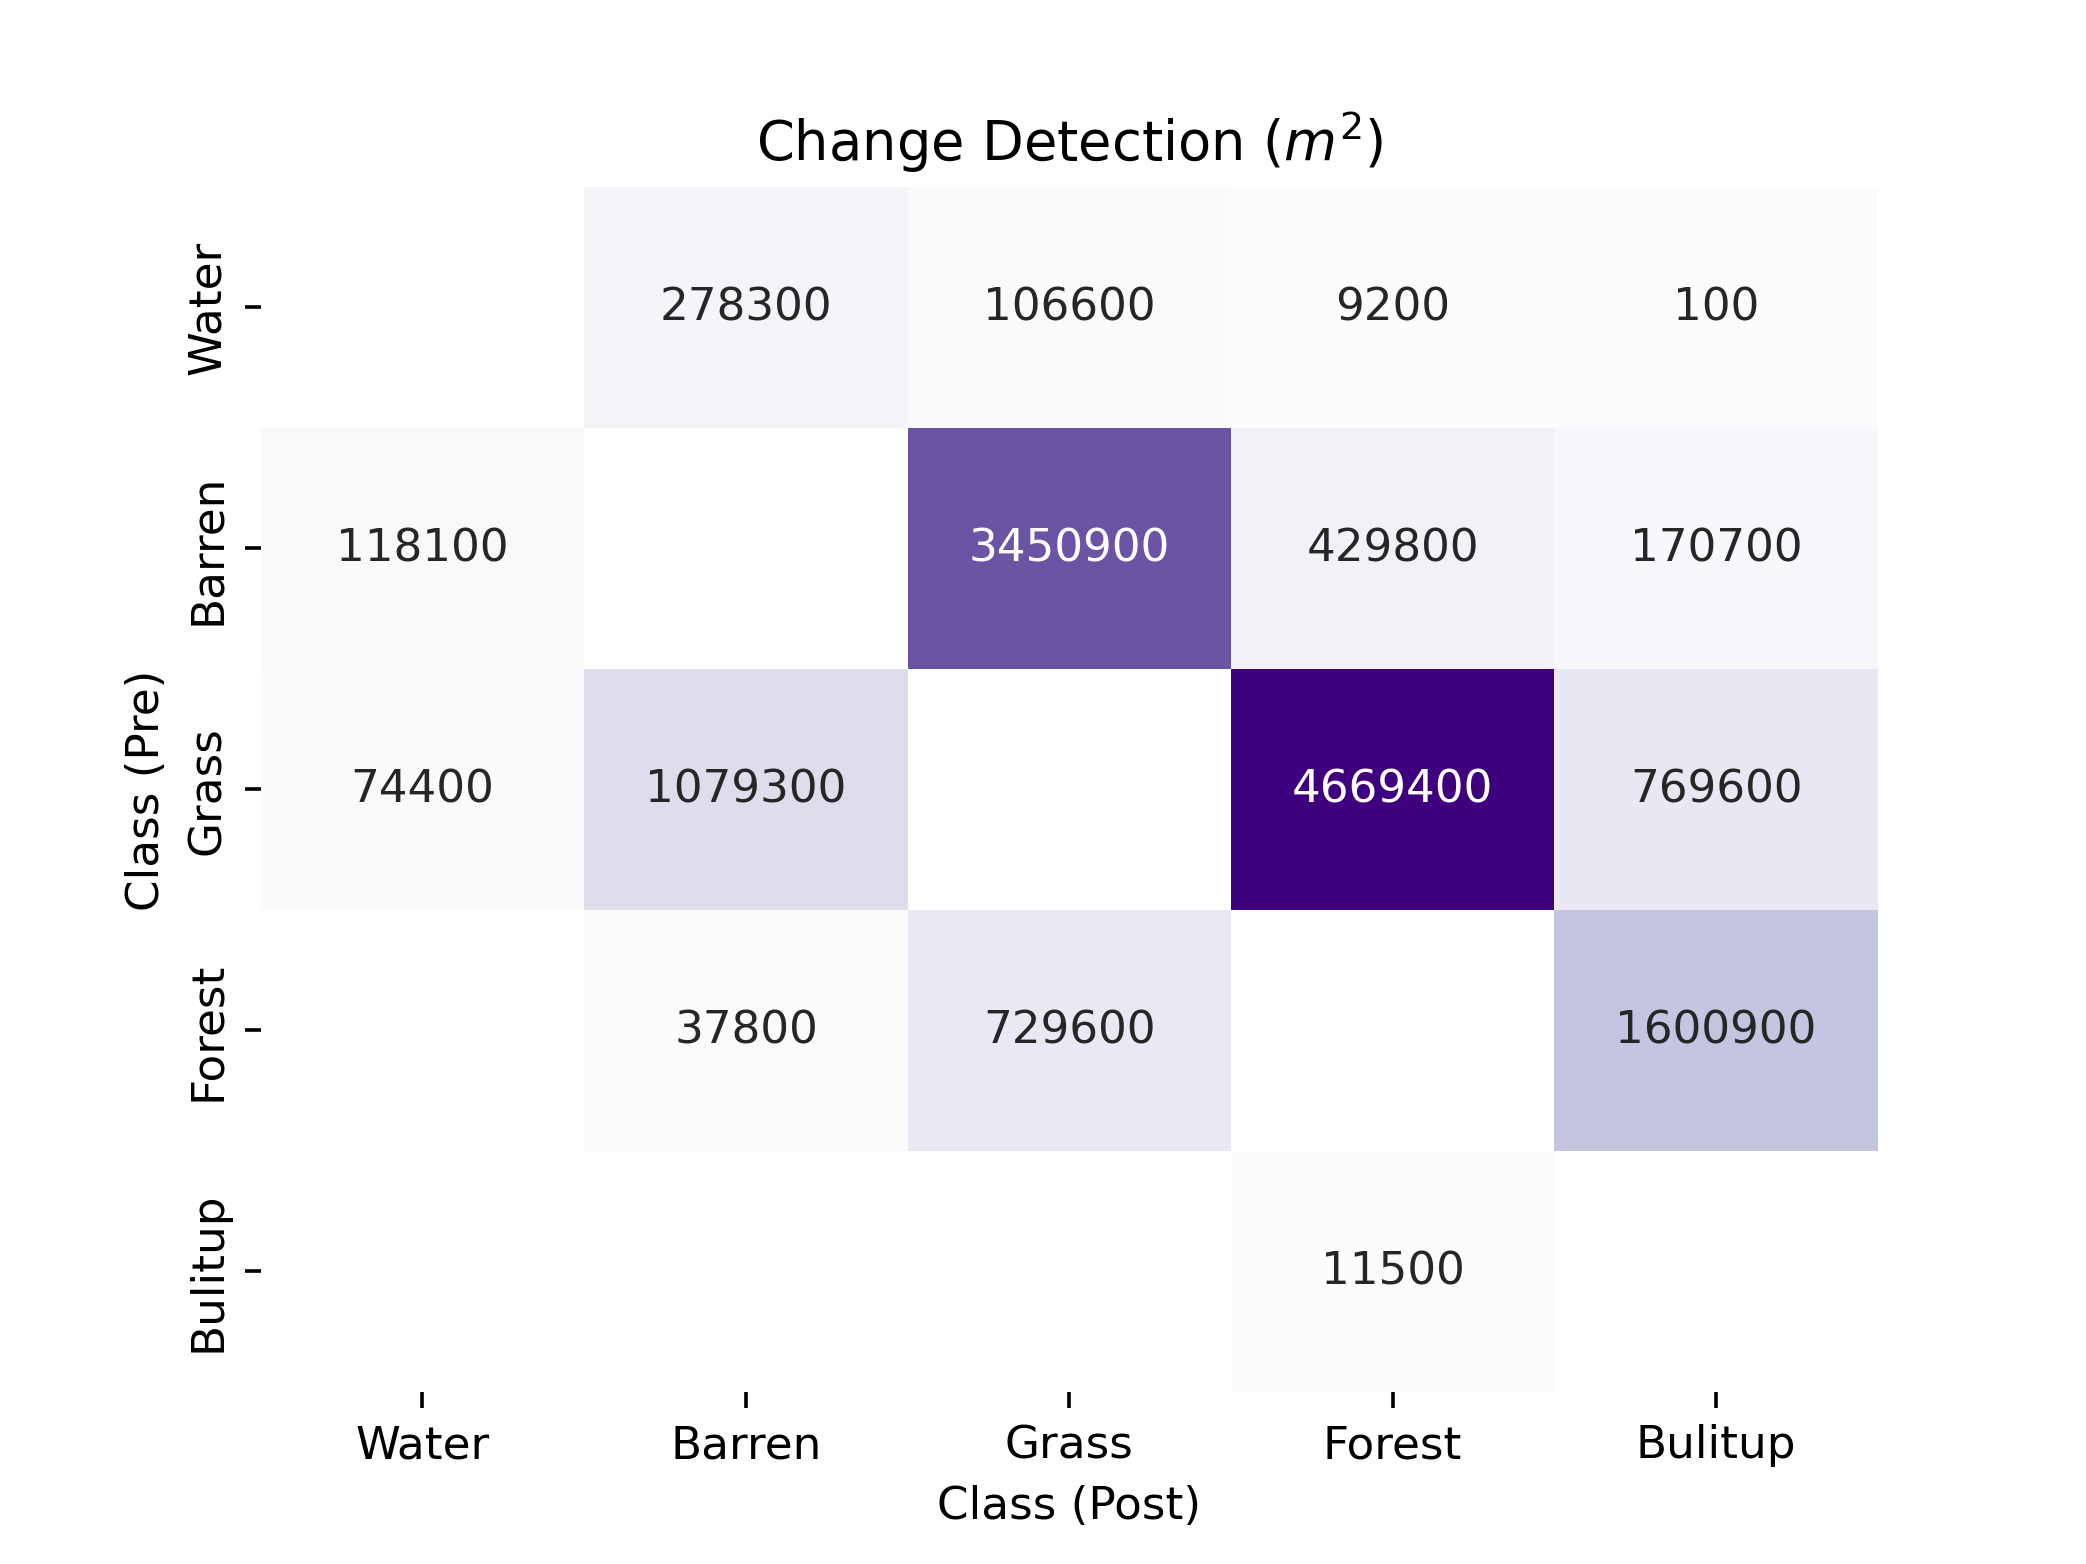 Change Detection (m²)
Water
278300 106600 9200 100
Barren
118100 3450900 429800 170700
Class (Pre)
Grass
74400 1079300 4669400 769600
Forest
37800 729600 1600900
Bulitup
11500
Water Barren Grass Forest Bulitup
Class (Post)